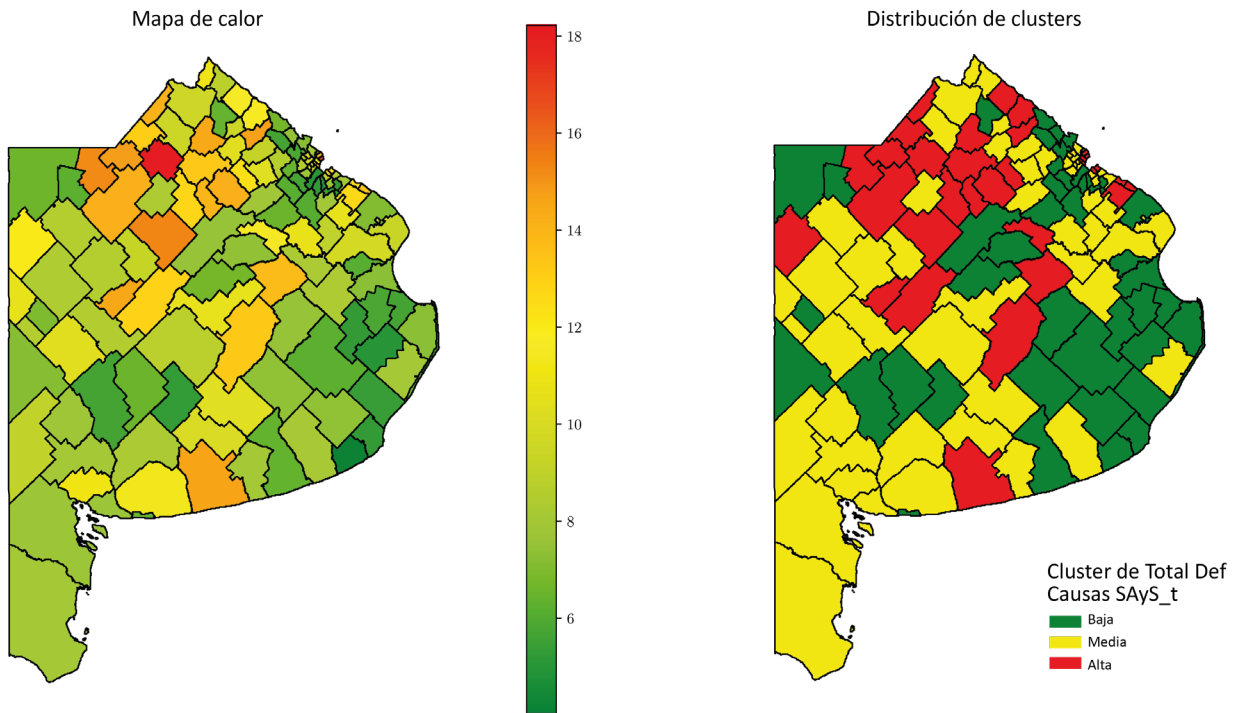 Mapa de calor
Distribución de clusters
18
16
14
12
10
8
6
Cluster de Total Def
Causas SAyS_t
Baja
Media
Alta